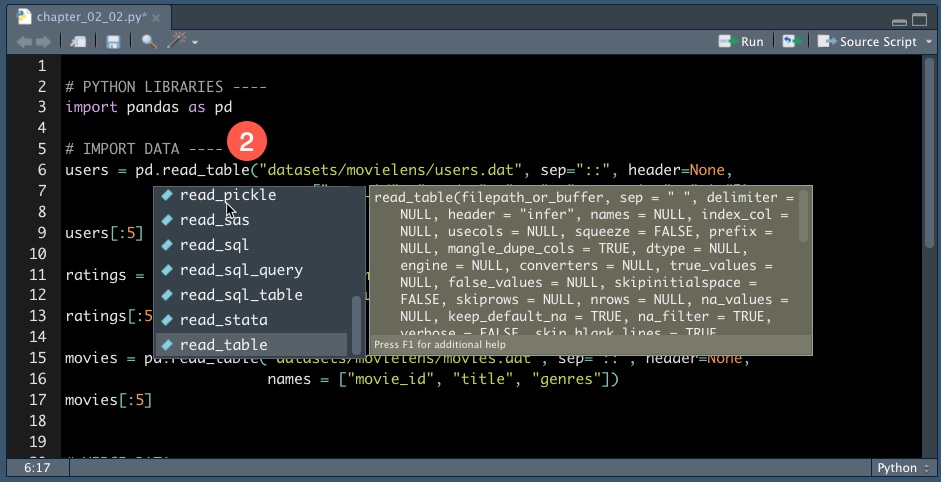 chapter_02_02.py* ×
Run
Source Script
1
2 # PYTHON LIBRARIES ----
3 import pandas as pd
4
5 # IMPORT DATA ----
2
6 users = pd.read_table("datasets/movielens/users.dat", sep="::", header=None,
7
8
9 users[:5]
10
11 ratings =
12
13 ratings[:5
14
15 movies = pd.read_table("datasets/movielens/movies.dat", sep="::", header=None,
16 names = ["movie_id", "title", "genres"])
17 movies[:5]
18
19
read_pickle
read_sas
read_sql
read_sql_query
read_sql_table
read_stata
read_table
read_table(filepath_or_buffer, sep = " ", delimiter =
NULL, header = "infer", names = NULL, index_col =
NULL, usecols = NULL, squeeze = FALSE, prefix =
NULL, mangle_dupe_cols = TRUE, dtype = NULL,
engine = NULL, converters = NULL, true_values =
NULL, false_values = NULL, skipinitialspace =
FALSE, skiprows = NULL, nrows = NULL, na_values =
NULL, keep_default_na = TRUE, na_filter = TRUE,
verbose = FALSE, skip_blank_lines = TRUE,
Press F1 for additional help
6:17
Python